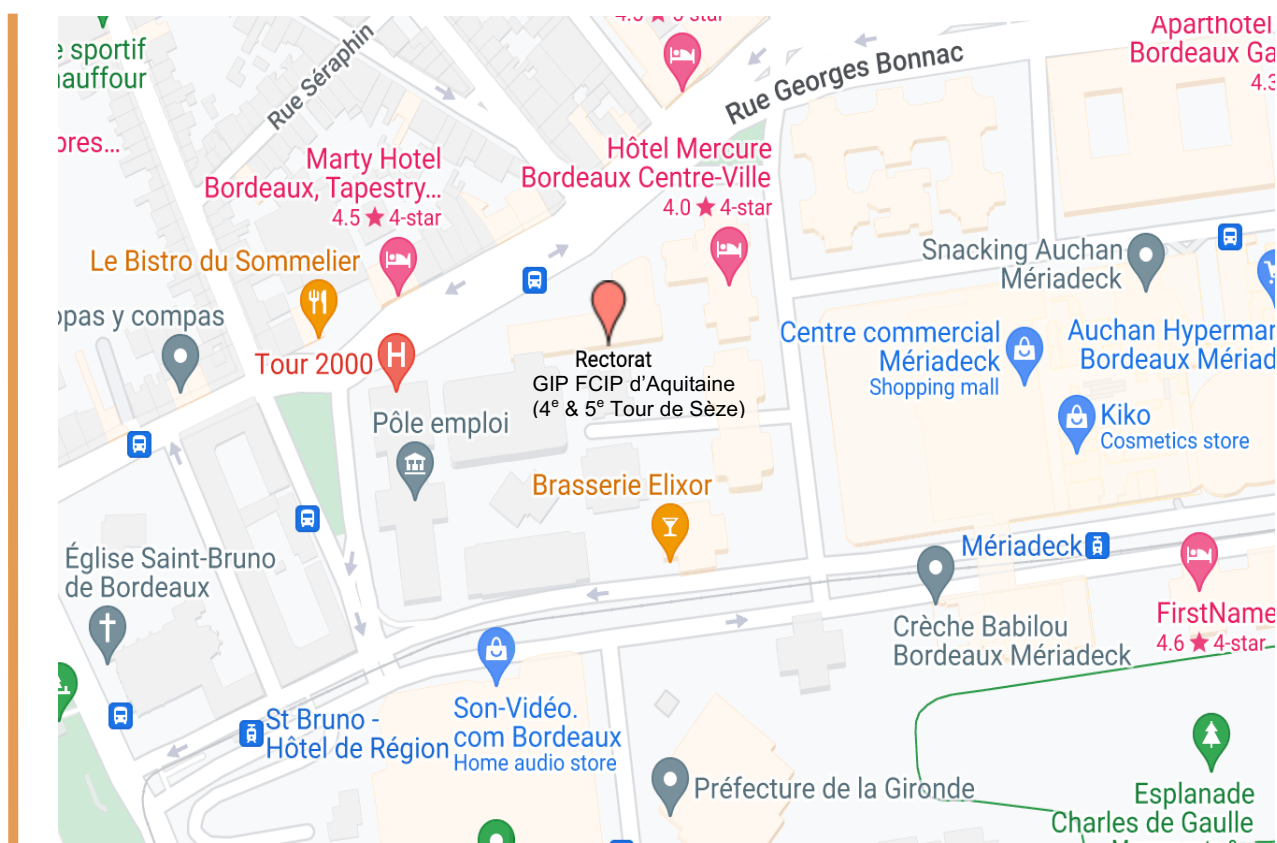 4-star
Aparthotel
Bordeaux Ga
4.3
sportif
hauffour
Rue Séraphin
Rue Georges Bonnac
ores...
Marty Hotel
Bordeaux, Tapestry...
4.5 ★ 4-star
Hôtel Mercure
Bordeaux Centre-Ville
4.0 ★ 4-star
Le Bistro du Sommelier
Snacking Auchan
Mériadeck
opas y compas
Tour 2000
H
Rectorat
GIP FCIP d'Aquitaine
(4e & 5e Tour de Sèze)
Centre commercial
Mériadeck
Shopping mall
Auchan Hypermar
Bordeaux Mériad
Pôle emploi
Kiko
Cosmetics store
Brasserie Elixor
Église Saint-Bruno
de Bordeaux
Mériadeck
Crèche Babilou
Bordeaux Mériadeck
FirstName
4.6 ★ 4-star
St Bruno -
Hôtel de Région
Son-Vidéo.
com Bordeaux
Home audio store
Préfecture de la Gironde
Esplanade
Charles de Gaulle